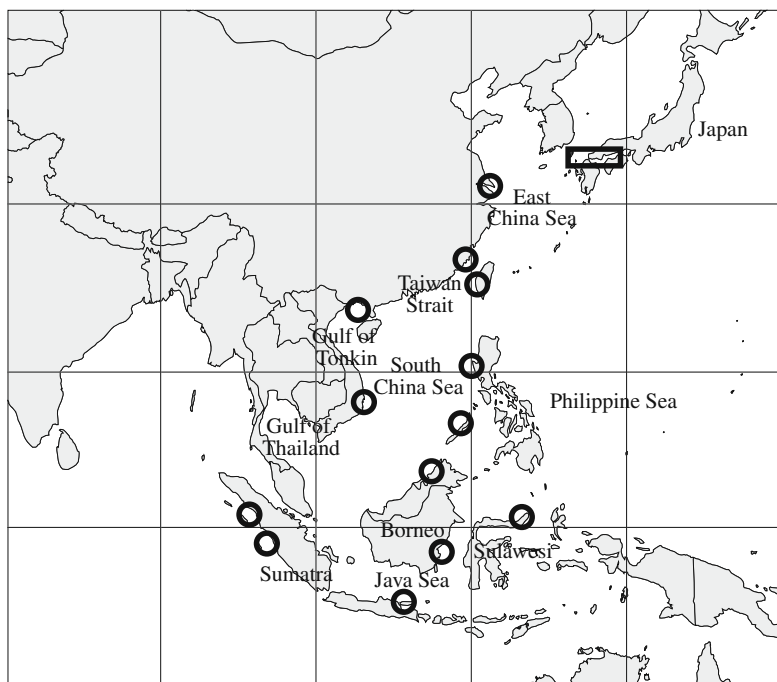 Japan
East
China Sea
Taiwan
Strait
Gulf of
Tonkin
South
China Sea
Philippine Sea
Gulf of
Thailand
Borneo
Sulawesi
Sumatra
Java Sea